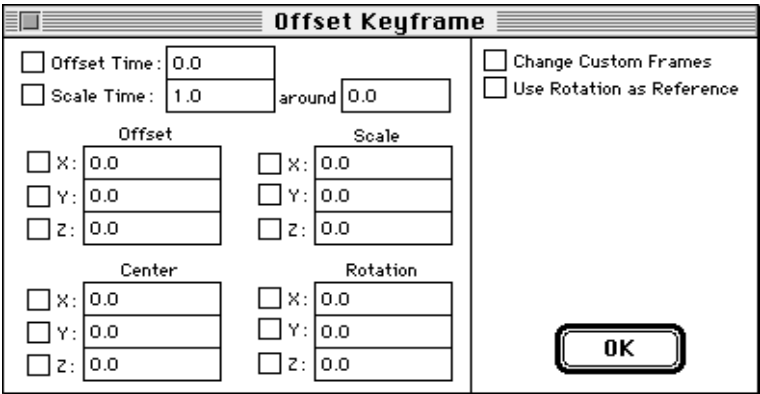 Offset Keyframe
Offset Time: 0.0
Scale Time: 1.0 around 0.0
Offset Scale
X: 0.0 X: 0.0
Y: 0.0 Y: 0.0
Z: 0.0 Z: 0.0
Center Rotation
X: 0.0 X: 0.0
Y: 0.0 Y: 0.0
Z: 0.0 Z: 0.0
Change Custom Frames
Use Rotation as Reference
OK